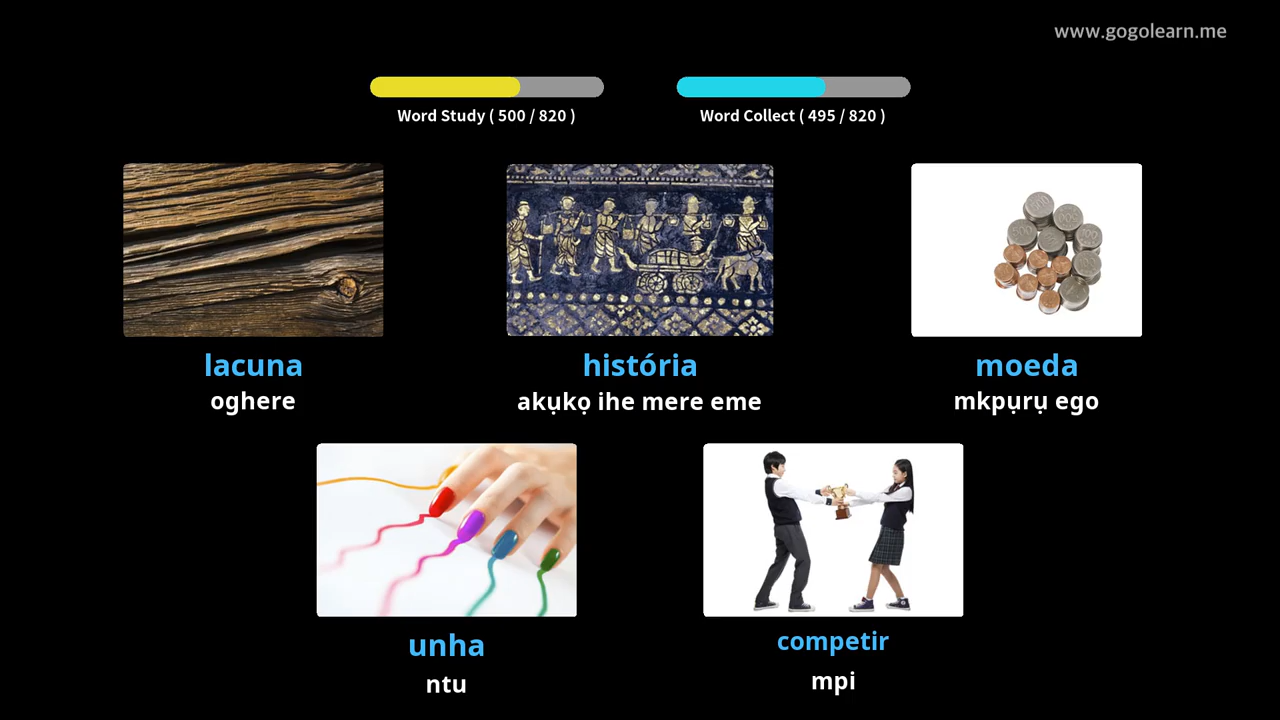 www.gogolearn.me
Word Study ( 500 / 820 )
Word Collect ( 495 / 820 )
lacuna
oghere
história
akụkọ ihe mere eme
moeda
mkpụrụ ego
unha
ntu
competir
mpi